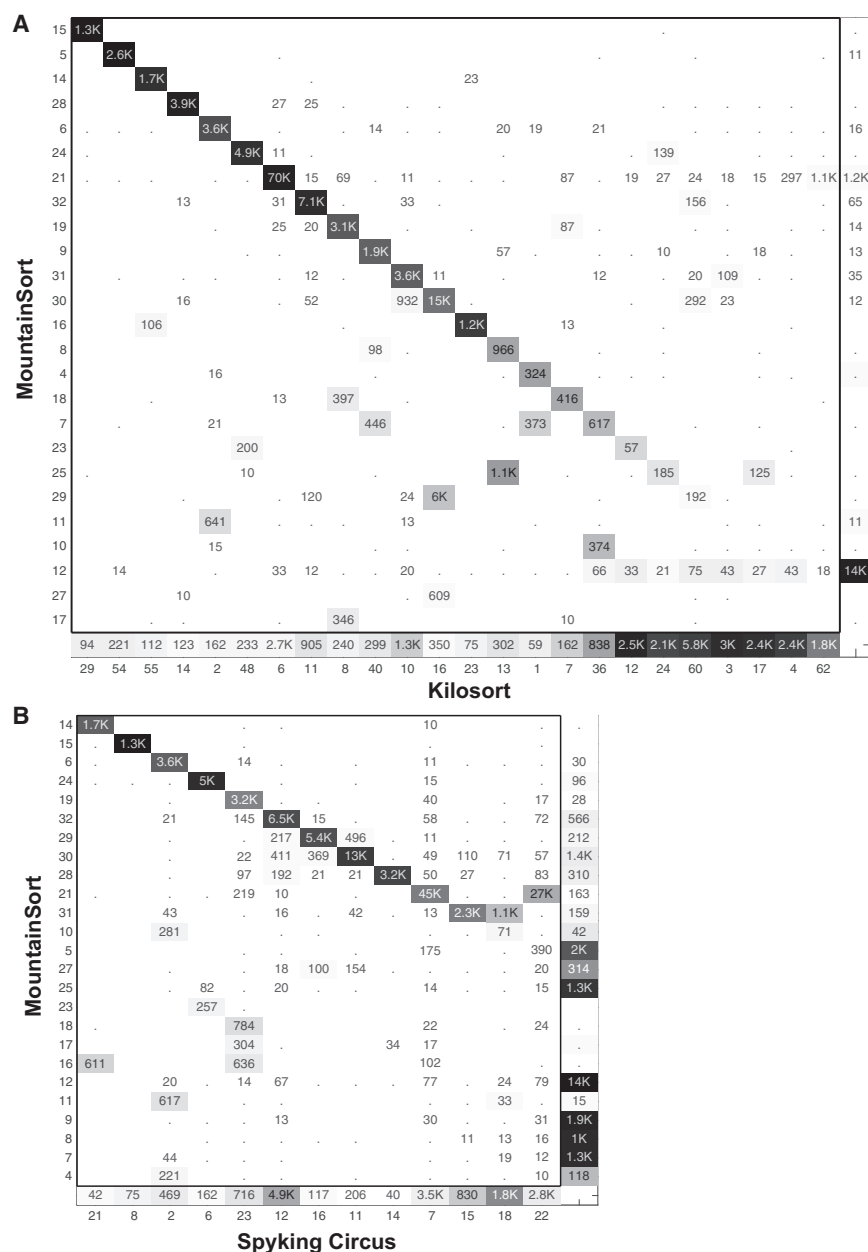 A
15 1.3K . .
5 2.6K . . . 11
14 1.7K . 23 . .
28 3.9K 27 25 . . . . . . . . . .
6 . . . . 3.6K . . 14 . 20 19 21 . . . . . 16
24 . . . 4.9K 11 . . 139 . . .
21 . . . . . . 70K 15 69 . 11 . . 87 . 19 27 24 18 15 297 1.1K 1.2K
32 13 . 31 7.1K . 33 . . 156 . . 65
19 . . 25 20 3.1K . . 87 . . . 14
9 . . 1.9K . 57 . . 10 . 18 . 13
31 . . . . . 12 . . 3.6K 11 . . 12 . 20 109 . . . 35
30 . 16 . 52 932 15K . . 292 23 . . 12
16 106 . . 1.2K 13 . . . .
8 . 98 . 966 . . . .
4 16 . . . 324 . . . . . .
18 . 13 397 . . 416 . . . . .
7 . 21 . 446 . 373 617 . . . . . .
23 200 . . 57 .
25 . 10 . 1.1K . . 185 . 125 . .
29 . . 120 24 6K . . 192 . .
11 641 . . . . 13 . . . . . . 11
10 15 . . . . 374 . . . . . .
12 14 . . 33 12 . . 20 . . . . 66 33 21 75 43 27 43 18 14K
27 10 . . 609 . . .
17 . 346 10 . .
94 221 112 123 162 233 2.7K 905 240 299 1.3K 350 75 302 59 162 838 2.5K 2.1K 5.8K 3K 2.4K 2.4K 1.8K
29 54 55 14 2 48 6 11 8 40 10 16 23 13 1 7 36 12 24 60 3 17 4 62
MountainSort
Kilosort
B
14 1.7K . . 10 . . .
15 . 1.3K . . . .
6 . 3.6K 14 . 11 . . . 30
24 . . . 5K . . 15 . . 96
19 . 3.2K . . 40 . 17 28
32 21 145 6.5K 15 . 58 . . 72 566
29 . . 217 5.4K 496 . 11 . . . 212
30 . 22 411 369 13K 49 110 71 57 1.4K
28 . 97 192 21 21 3.2K 50 27 . 83 310
21 . . 219 10 . . 45K . . 27K 163
31 43 . 16 . 42 . 13 2.3K 1.1K . 159
10 281 . . . . . 71 . 42
5 . . . 175 . 390 2K
27 . . . 18 100 154 . . . . 20 314
25 . 82 . 20 . . 14 . . 15 1.3K
23 . 257 .
18 . 784 22 . 24 .
17 304 . 34 17 .
16 611 636 102 . .
12 20 . 14 67 . . . 77 . 24 79 14K
11 617 . . . . 33 . 15
9 . . . 13 30 . . 31 1.9K
8 . . . . . . . 11 13 16 1K
7 44 . . . . 19 12 1.3K
4 221 . . . . . 10 118
42 75 469 162 716 4.9K 117 206 40 3.5K 830 1.8K 2.8K
21 8 2 6 23 12 16 11 14 7 15 18 22
MountainSort
Spyking Circus